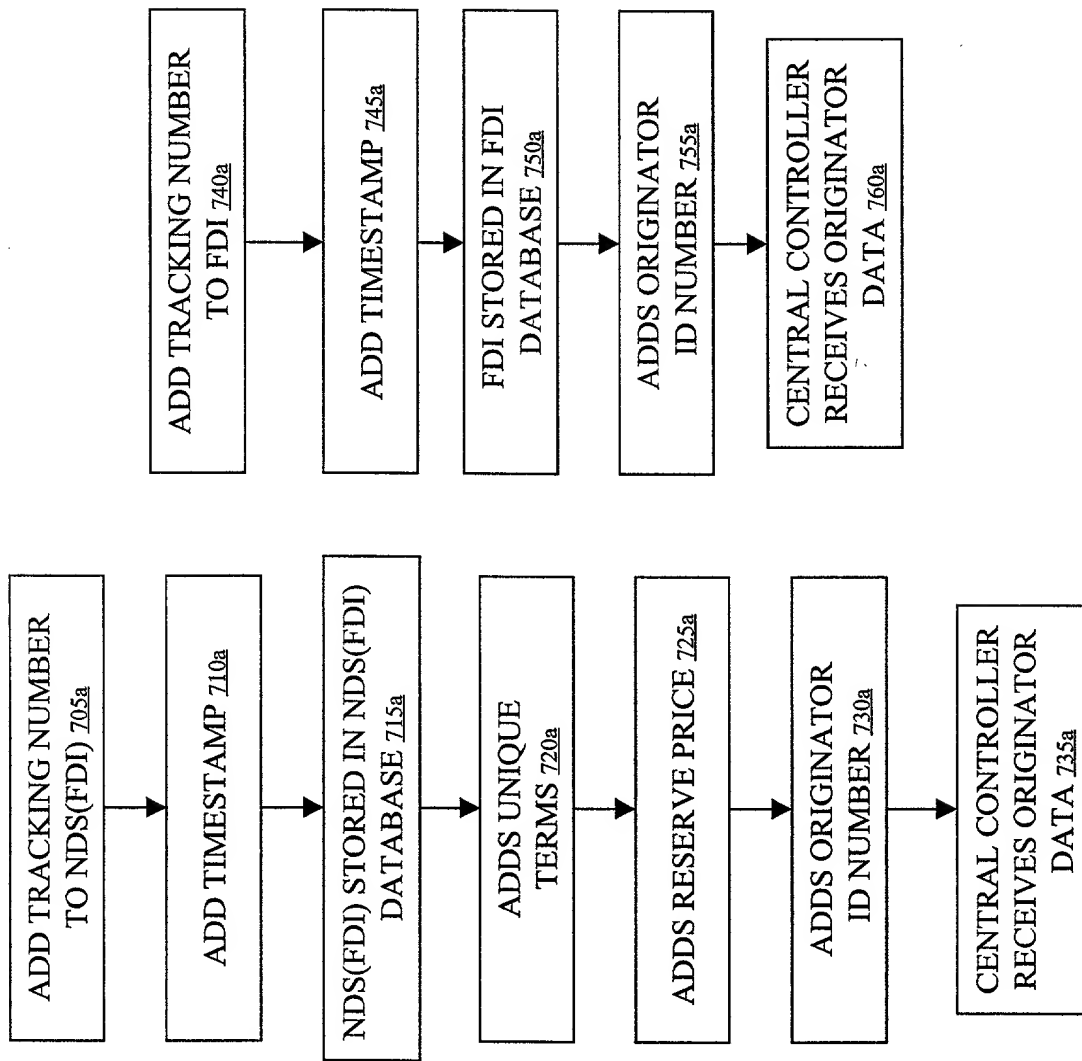 ADD TRACKING NUMBER
TO NDS(FDI) 705a
ADD TIMESTAMP 710a
NDS(FDI) STORED IN NDS(FDI)
DATABASE 715a
ADDS UNIQUE
TERMS 720a
ADDS RESERVE PRICE 725a
ADDS ORIGINATOR
ID NUMBER 730a
CENTRAL CONTROLLER
RECEIVES ORIGINATOR
DATA 735a
ADD TRACKING NUMBER
TO FDI 740a
ADD TIMESTAMP 745a
FDI STORED IN FDI
DATABASE 750a
ADDS ORIGINATOR
ID NUMBER 755a
CENTRAL CONTROLLER
RECEIVES ORIGINATOR
DATA 760a